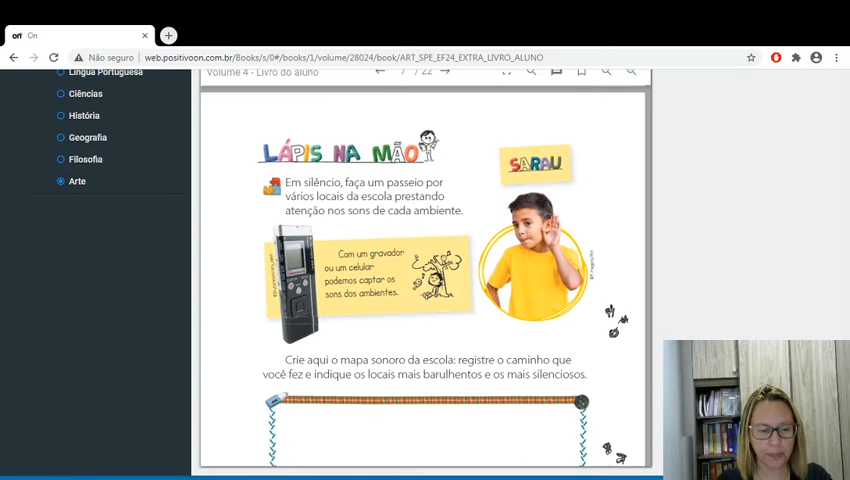 On
Não seguro
web.positivoon.com.br/Books/s/0#/books/1/volume/28024/book/ART_SPE_EF24_EXTRA_LIVRO_ALUNO
Língua Portuguesa
Ciências
História
Geografia
Filosofia
Arte
Volume 4 - Livro do aluno
7 / 22
LÁPIS NA MÃO
SARAU
Em silêncio, faça um passeio por
vários locais da escola prestando
atenção nos sons de cada ambiente.
Com um gravador
ou um celular
podemos captar os
sons dos ambientes.
Crie aqui o mapa sonoro da escola: registre o caminho que
você fez e indique os locais mais barulhentos e os mais silenciosos.